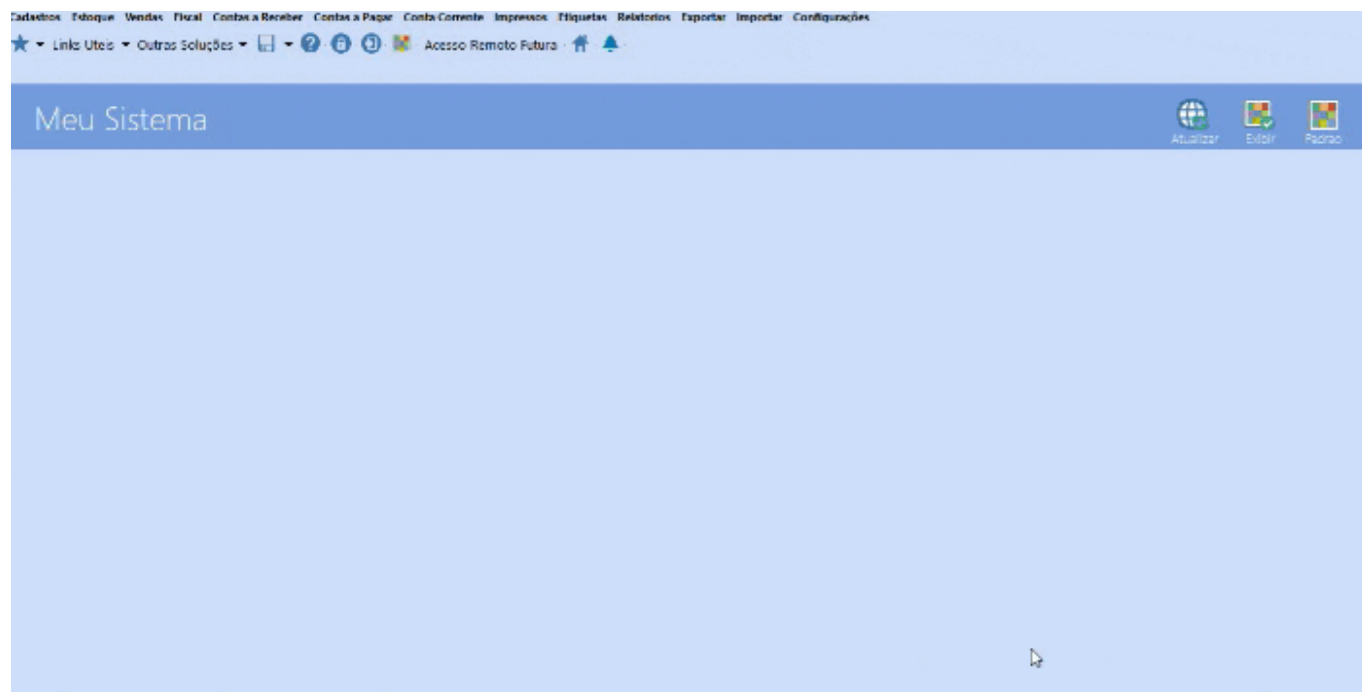 Cadastros Estoque Vendas Fiscal Contas a Receber Contas a Pagar Conta Corrente Impressos Etiquetas Relatorios Exportar Importar Configurações
Links Uteis Outras Soluções Acesso Remoto Futura
Meu Sistema
Atualizar Exibir Padrao